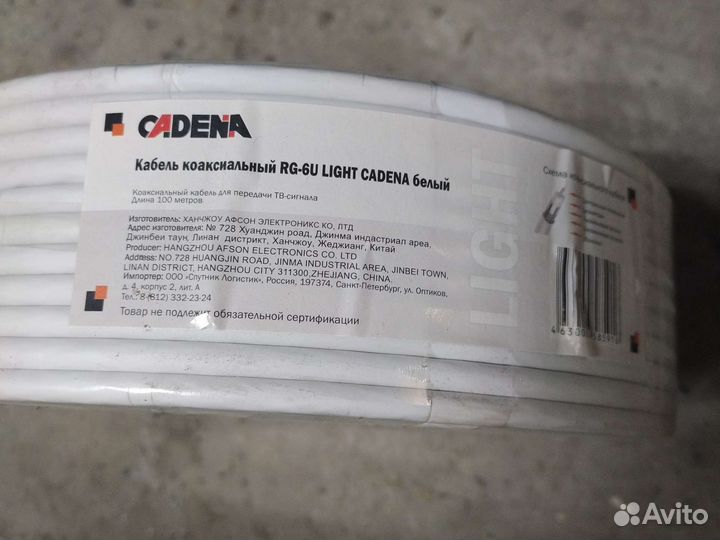 CADENA
Кабель коаксиальный RG-6U LIGHT CADENA белый
Коаксиальный кабель для передачи ТВ-сигнала
Длина 100 метров
Изготовитель: ХАНЧЖОУ АФСОН ЭЛЕКТРОНИКС КО. ЛТД
Адрес изготовителя: № 728 Хуанджин роад, Джинма индастриал ареа,
Джинбеи таун, Линан дистрикт, Ханчжоу, Жеджианг, Китай
Producer: HANGZHOU AFSON ELECTRONICS CO. LTD
Address: NO.728 HUANGJIN ROAD, JINMA INDUSTRIAL AREA, JINBEI TOWN,
LINAN DISTRICT, HANGZHOU CITY 311300, ZHEJIANG, CHINA
Импортер: ООО «Спутник Логистик», Россия, 197374, Санкт-Петербург, ул. Оптиков,
д. 4, корпус 2, лит. А
Тел.: 8 (812) 332-23-24
Товар не подлежит обязательной сертификации
LIGHT
Схема коаксиального кабеля
Avito